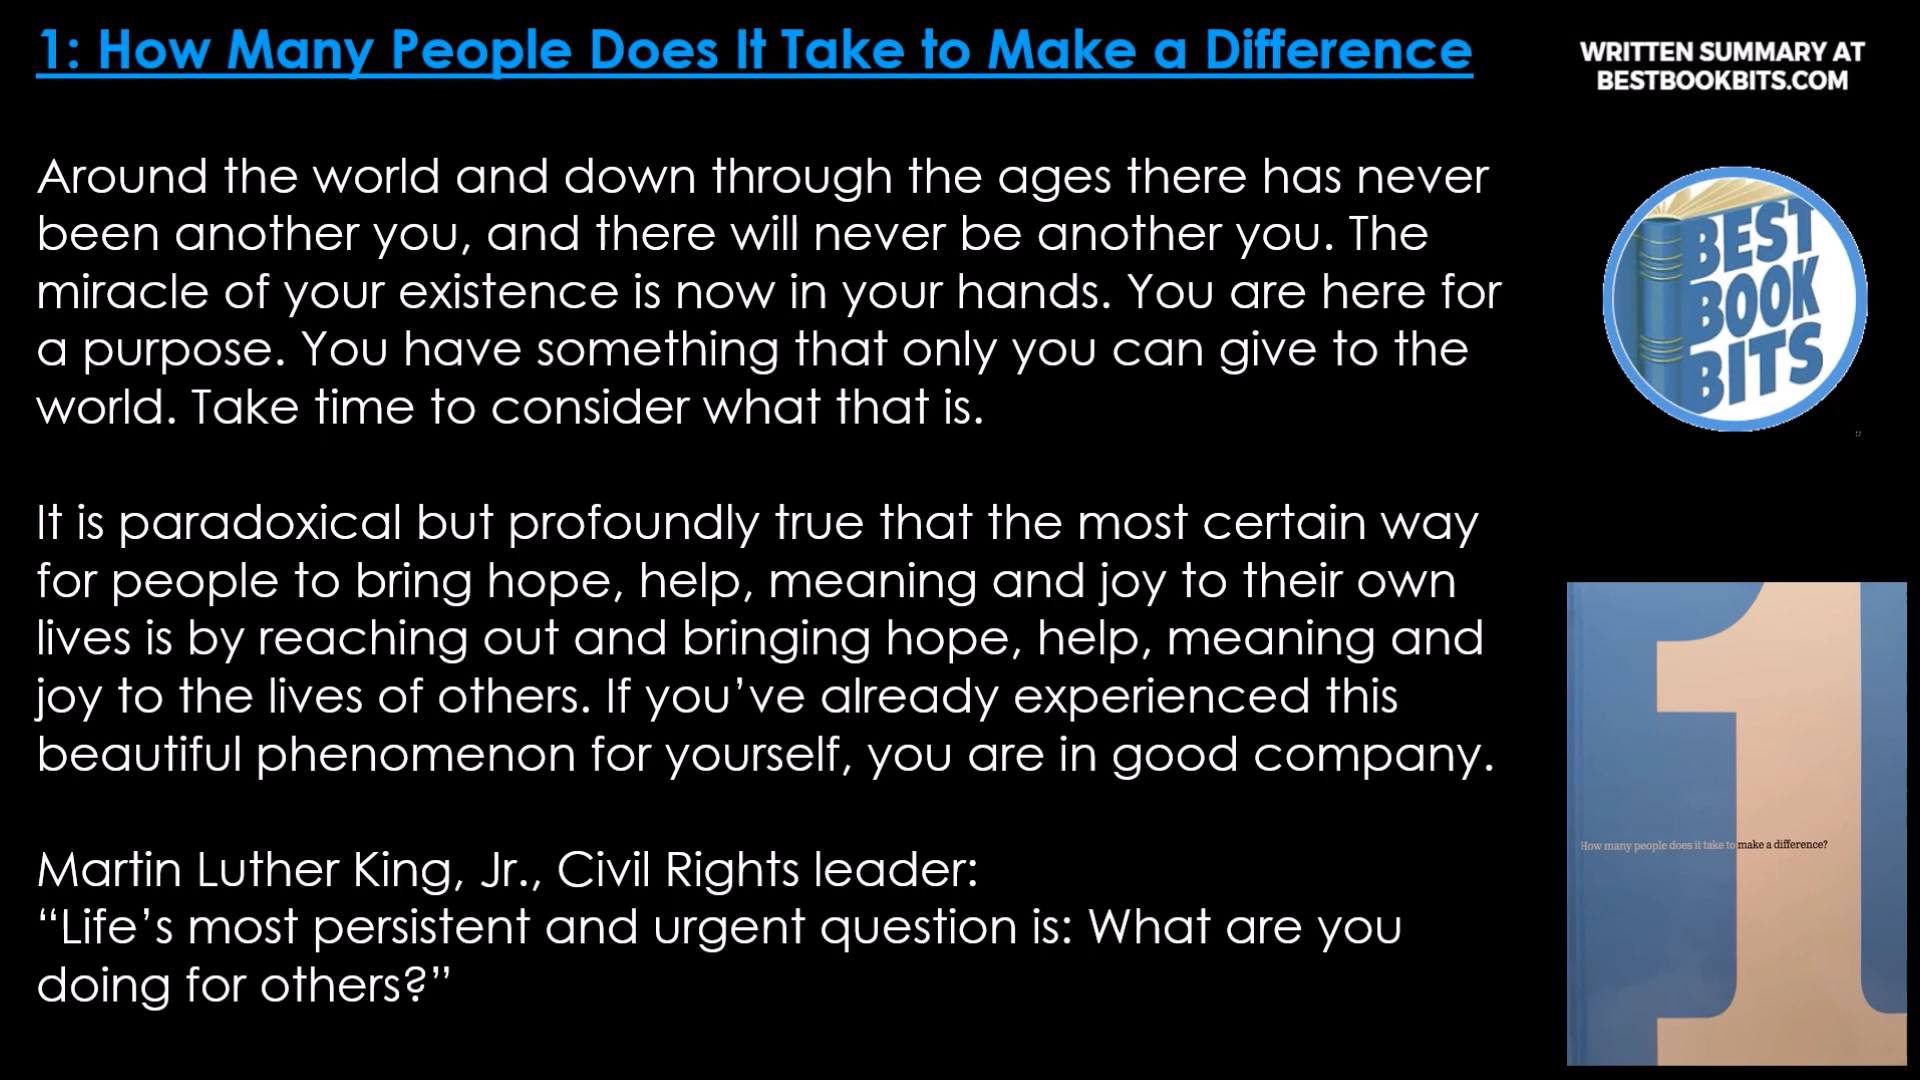 1: How Many People Does It Take to Make a Difference
WRITTEN SUMMARY AT
BESTBOOKBITS.COM
Around the world and down through the ages there has never
been another you, and there will never be another you. The
miracle of your existence is now in your hands. You are here for
a purpose. You have something that only you can give to the
world. Take time to consider what that is.
It is paradoxical but profoundly true that the most certain way
for people to bring hope, help, meaning and joy to their own
lives is by reaching out and bringing hope, help, meaning and
joy to the lives of others. If you’ve already experienced this
beautiful phenomenon for yourself, you are in good company.
Martin Luther King, Jr., Civil Rights leader:
“Life’s most persistent and urgent question is: What are you
doing for others?”
BEST
BOOK
BITS
1
How many people does it take to make a difference?